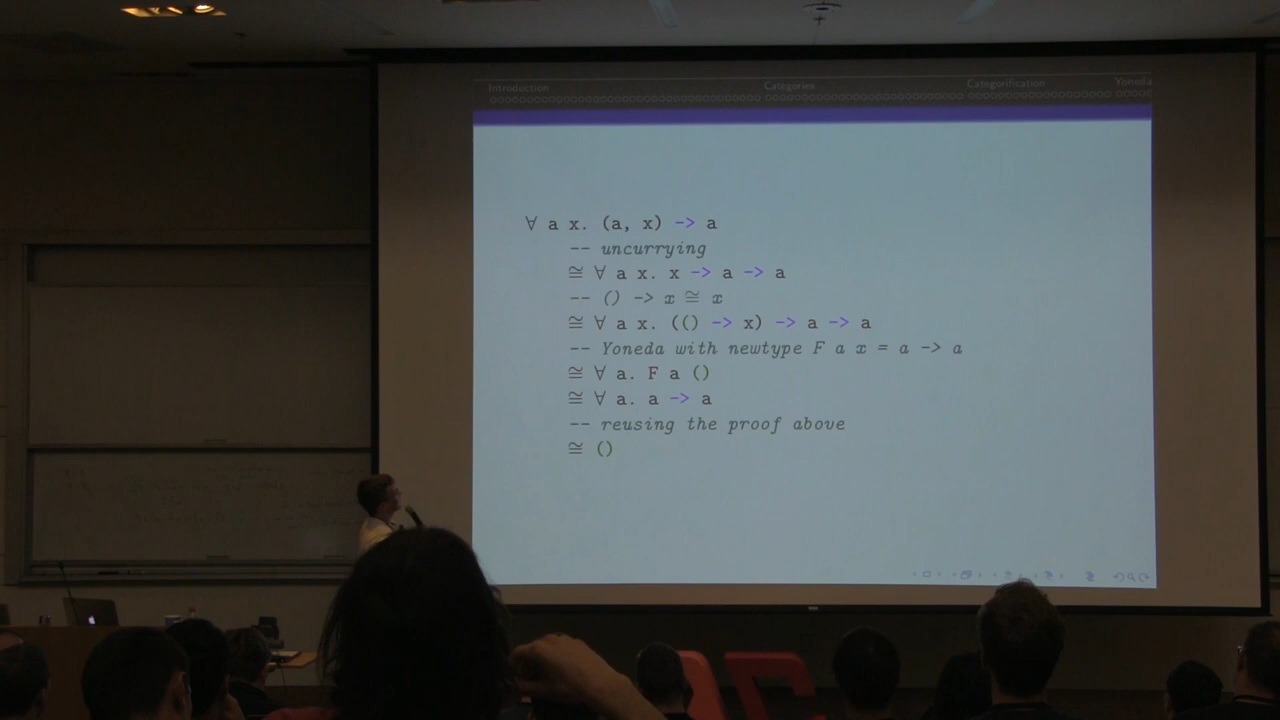 Introduction Categories Categorification Yoneda
∀ a x. (a, x) -> a
-- uncurrying
≅ ∀ a x. x -> a -> a
-- () -> x ≅ x
≅ ∀ a x. (() -> x) -> a -> a
-- Yoneda with newtype F a x = a -> a
≅ ∀ a. F a ()
≅ ∀ a. a -> a
-- reusing the proof above
≅ ()